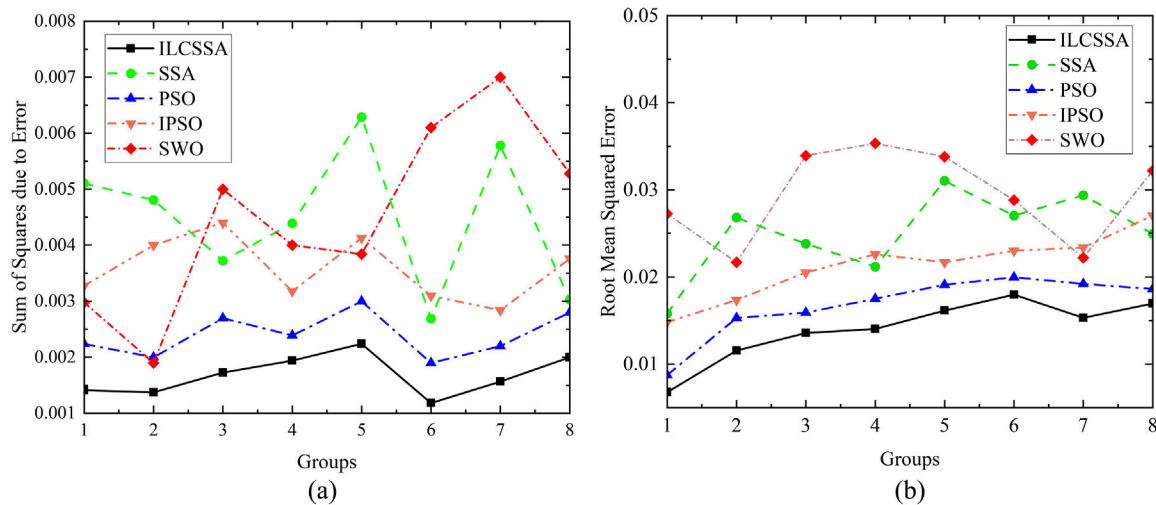 0.008
0.007
0.006
0.005
0.004
0.003
0.002
0.001
Sum of Squares due to Error
ILCSSA
SSA
PSO
IPSO
SWO
1 2 3 4 5 6 7 8
Groups
(a)
0.05
0.04
0.03
0.02
0.01
Root Mean Squared Error
ILCSSA
SSA
PSO
IPSO
SWO
1 2 3 4 5 6 7 8
Groups
(b)